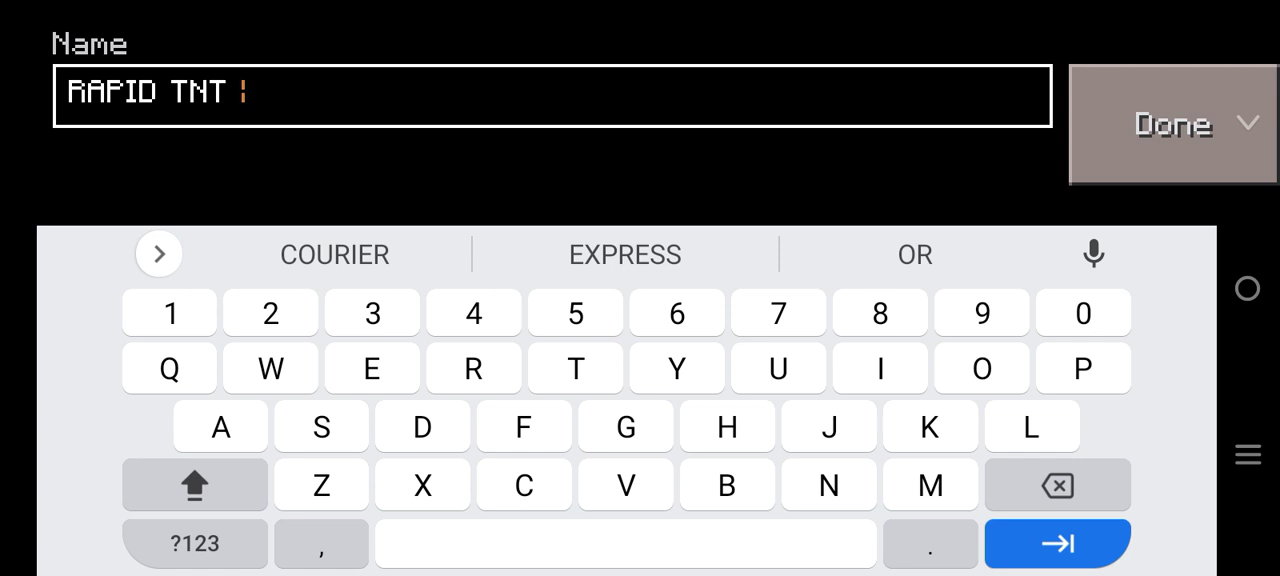 Name
RAPID TNT
Done
COURIER EXPRESS OR
1 2 3 4 5 6 7 8 9 0
Q W E R T Y U I O P
A S D F G H J K L
Z X C V B N M
?123 , .